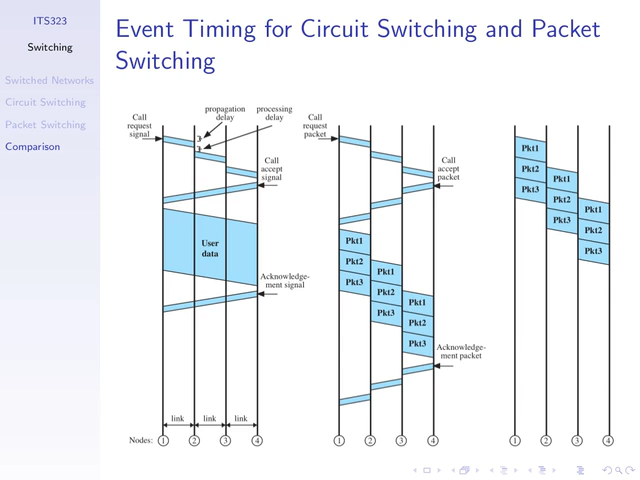 ITS323
Switching
Switched Networks
Circuit Switching
Packet Switching
Comparison
Event Timing for Circuit Switching and Packet
Switching
Call
request
signal
propagation
delay
processing
delay
Call
accept
signal
User
data
Acknowledge-
ment signal
link
link
link
Nodes: 1 2 3 4
Call
request
packet
Call
accept
packet
Pkt1
Pkt2
Pkt3
Pkt1
Pkt2
Pkt3
Pkt1
Pkt2
Pkt3
Acknowledge-
ment packet
1 2 3 4
Pkt1
Pkt2
Pkt3
Pkt1
Pkt2
Pkt3
Pkt1
Pkt2
Pkt3
1 2 3 4